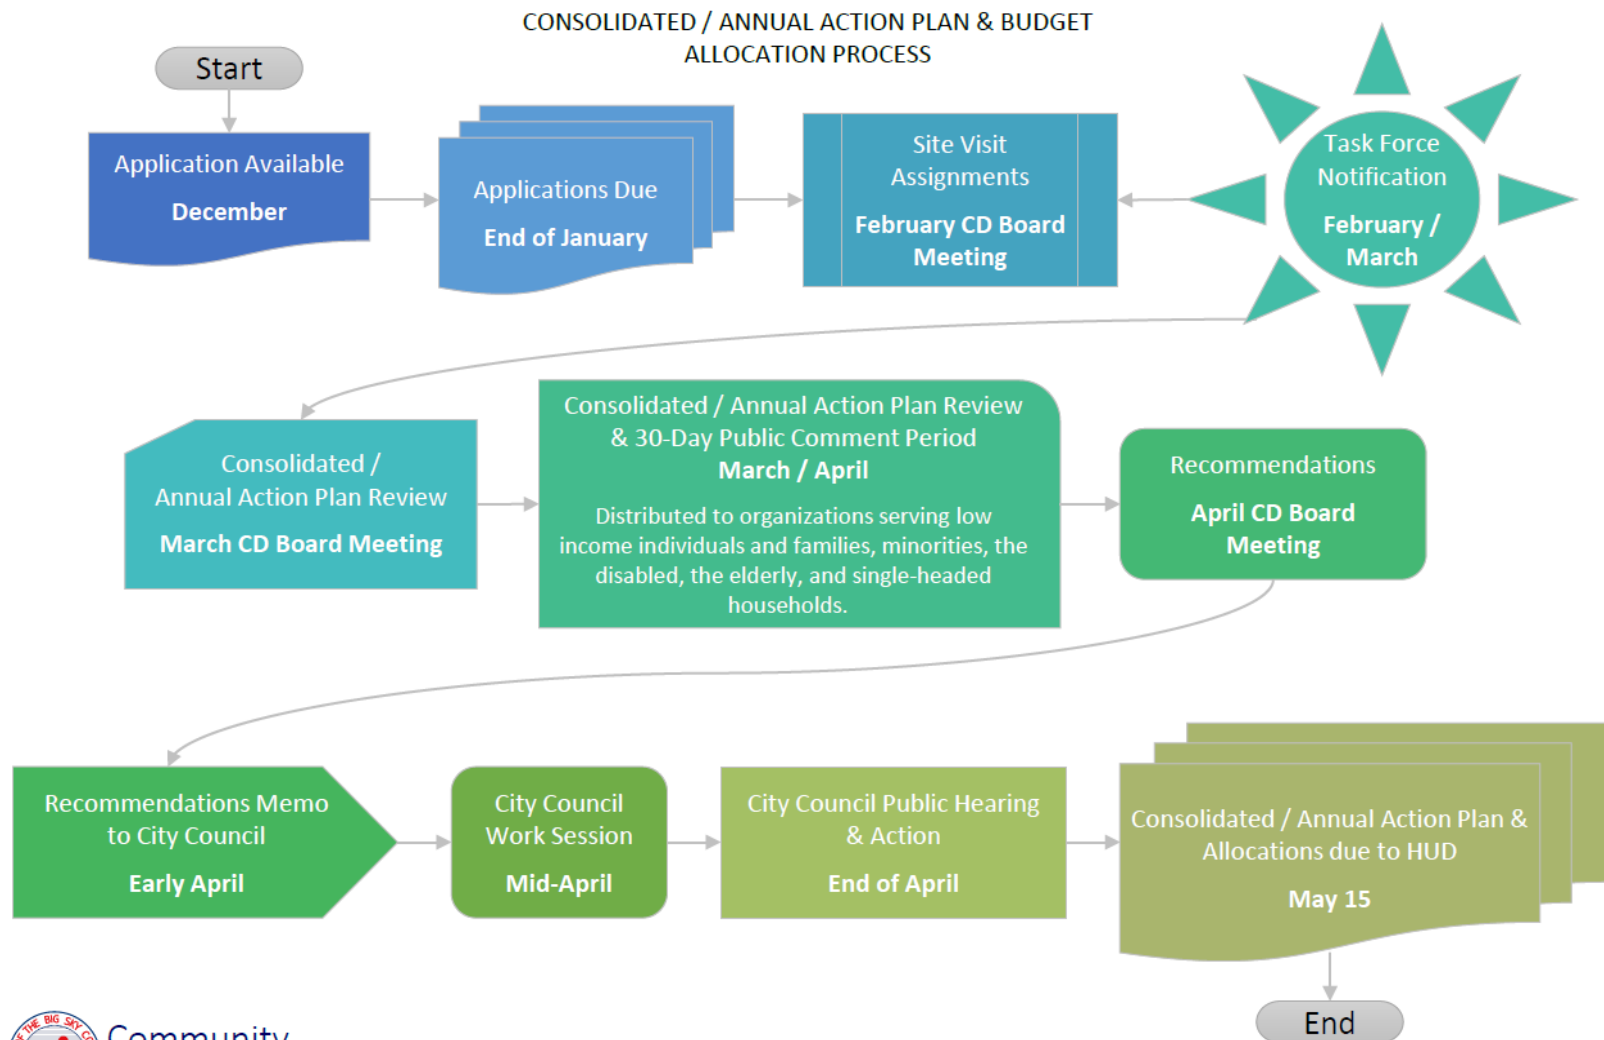 CONSOLIDATED / ANNUAL ACTION PLAN & BUDGET
ALLOCATION PROCESS
Start
Application Available
December
Applications Due
End of January
Site Visit
Assignments
February CD Board
Meeting
Task Force
Notification
February /
March
Consolidated /
Annual Action Plan Review
March CD Board Meeting
Consolidated / Annual Action Plan Review
& 30-Day Public Comment Period
March / April
Distributed to organizations serving low
income individuals and families, minorities, the
disabled, the elderly, and single-headed
households.
Recommendations
April CD Board
Meeting
Recommendations Memo
to City Council
Early April
City Council
Work Session
Mid-April
City Council Public Hearing
& Action
End of April
Consolidated / Annual Action Plan &
Allocations due to HUD
May 15
End
THE BIG SKY
Community